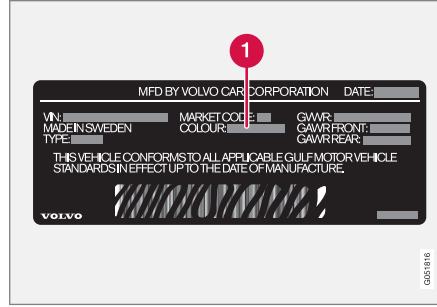 1
MFD BY VOLVO CAR CORPORATION DATE:
VIN: MARKET CODE: GVWR:
MADE IN SWEDEN COLOUR: GAWR FRONT:
TYPE: GAWR REAR:
THIS VEHICLE CONFORMS TO ALL APPLICABLE GULF MOTOR VEHICLE
STANDARDS IN EFFECT UP TO THE DATE OF MANUFACTURE.
VOLVO
G051816